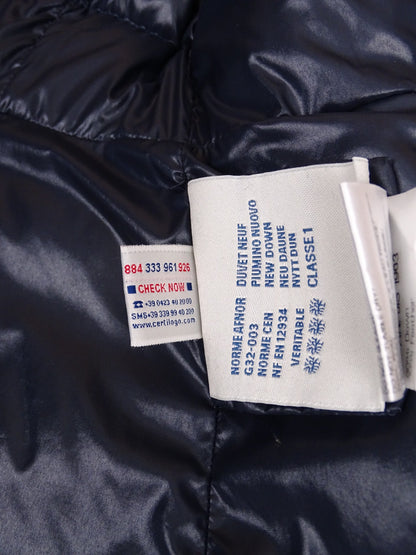 884 333 961 926
CHECK NOW
☎+39 0423 40 20 00
SMS+39 339 99 40 200
www.certilogo.com
NORME AFNOR
G32-003
NORME CEN
NF EN 12934
VERITABLE
DUVET NEUF
PIUMINO NUOVO
NEW DOWN
NEU DAUNE
NYTT DUN
CLASSE 1